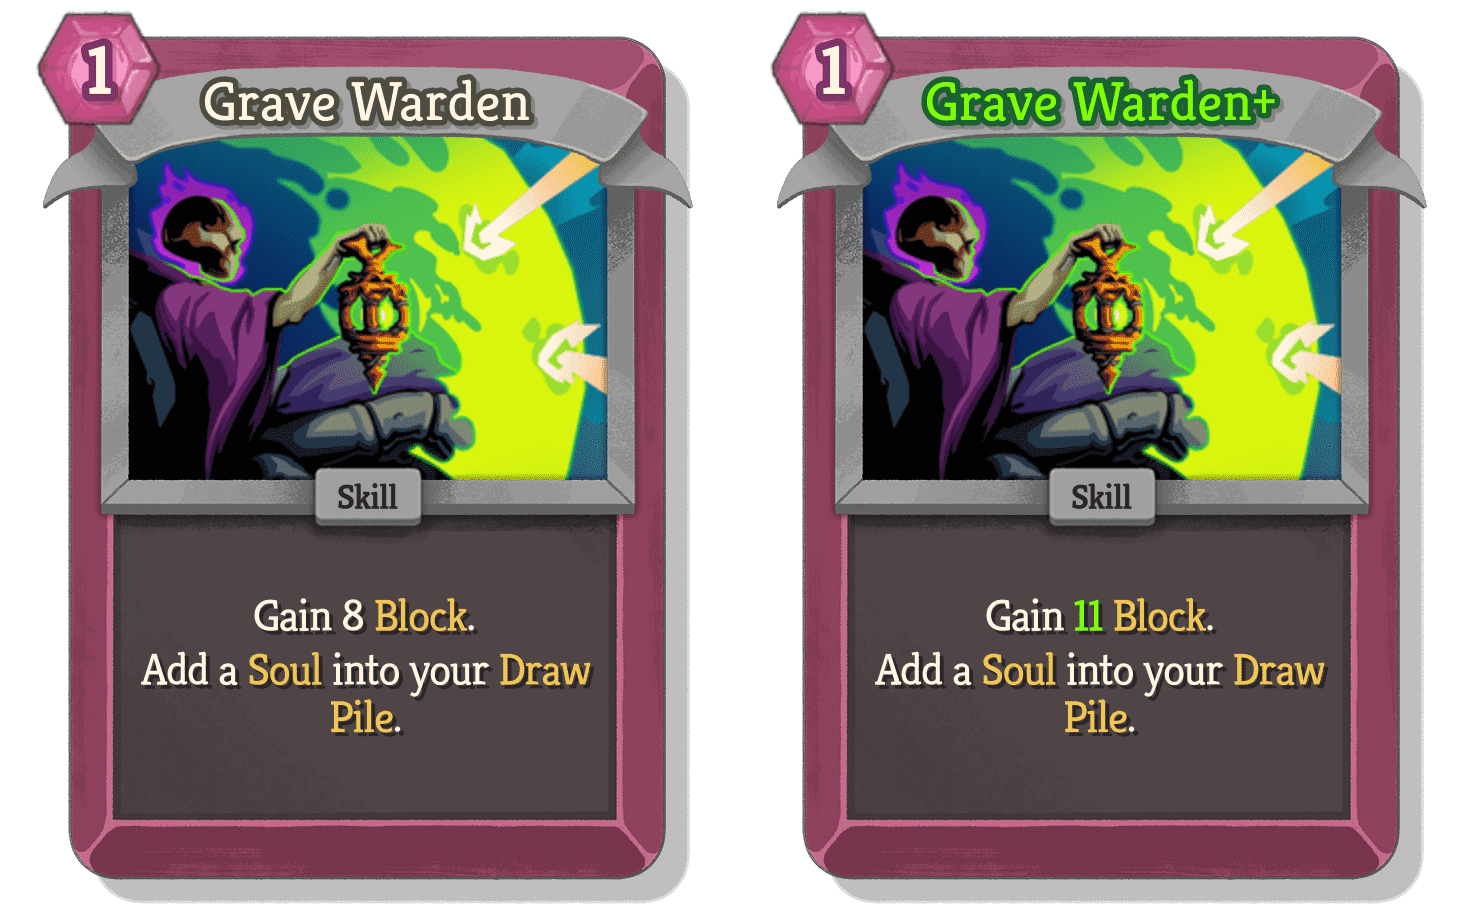 1
Grave Warden
Skill
Gain 8 Block.
Add a Soul into your Draw
Pile.
1
Grave Warden+
Skill
Gain 11 Block.
Add a Soul into your Draw
Pile.